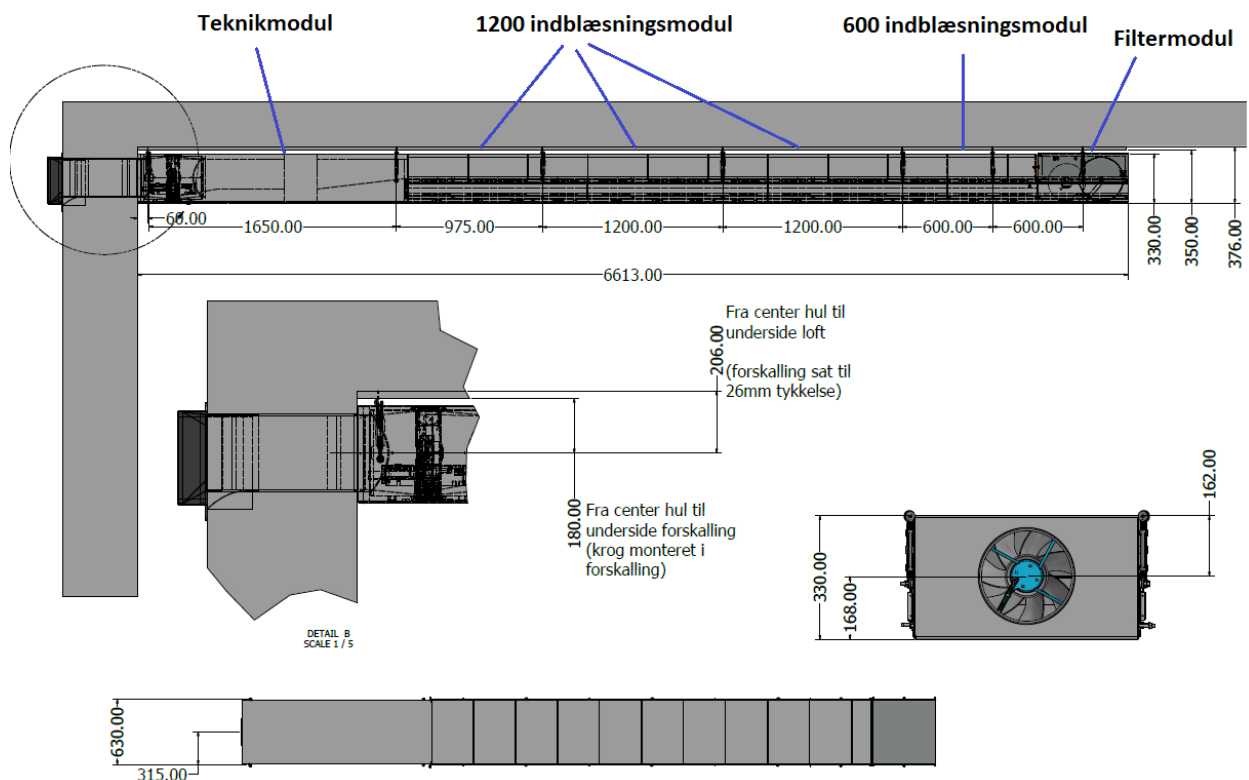 Teknikmodul
1200 indblæsningsmodul
600 indblæsningsmodul
Filtermodul
60.00
1650.00
975.00
1200.00
1200.00
600.00
600.00
330.00
350.00
376.00
6613.00
Fra center hul til
underside loft
(forskalling sat til
26mm tykkelse)
206.00
180.00
Fra center hul til
underside forskalling
(krog monteret i
forskalling)
DETAIL B
SCALE 1 / 5
330.00
168.00
162.00
630.00
315.00